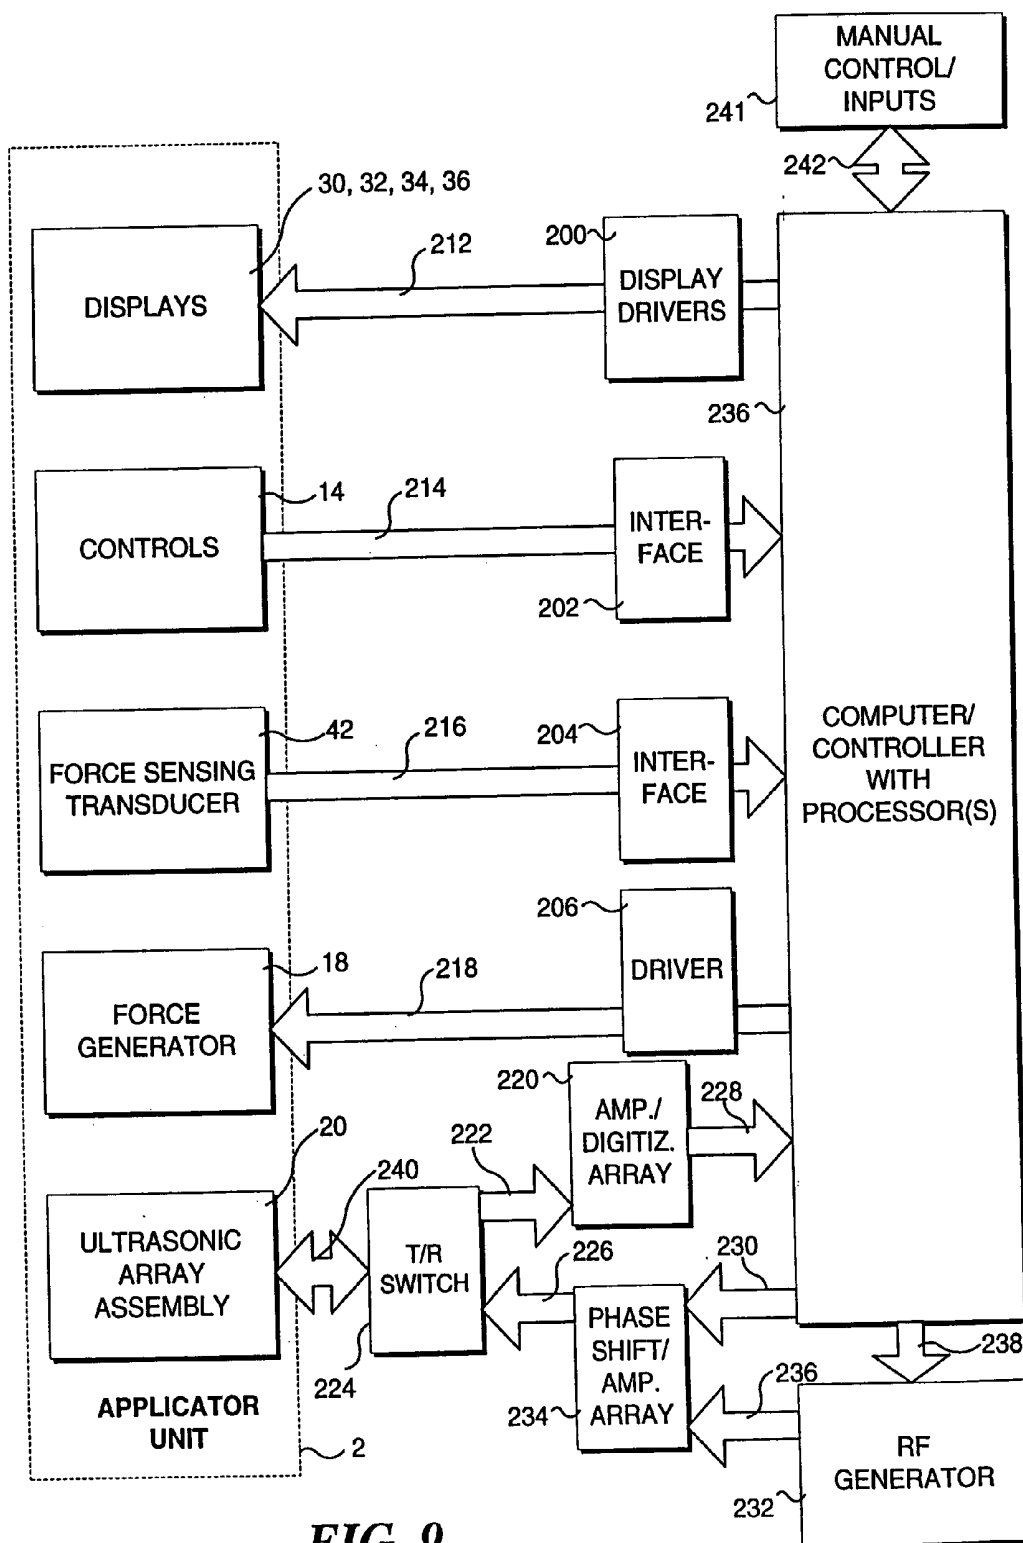 MANUAL
CONTROL/
INPUTS
241
242
30, 32, 34, 36
212
200
DISPLAYS
DISPLAY
DRIVERS
236
14
214
CONTROLS
INTER-
FACE
202
42
216
204
FORCE SENSING
TRANSDUCER
INTER-
FACE
COMPUTER/
CONTROLLER
WITH
PROCESSOR(S)
206
18
218
DRIVER
FORCE
GENERATOR
220
228
AMP./
DIGITIZ.
ARRAY
20
222
240
ULTRASONIC
ARRAY
ASSEMBLY
T/R
SWITCH
226
230
224
PHASE
SHIFT/
AMP.
ARRAY
234
238
236
APPLICATOR
UNIT
2
RF
GENERATOR
232
FIG. 9